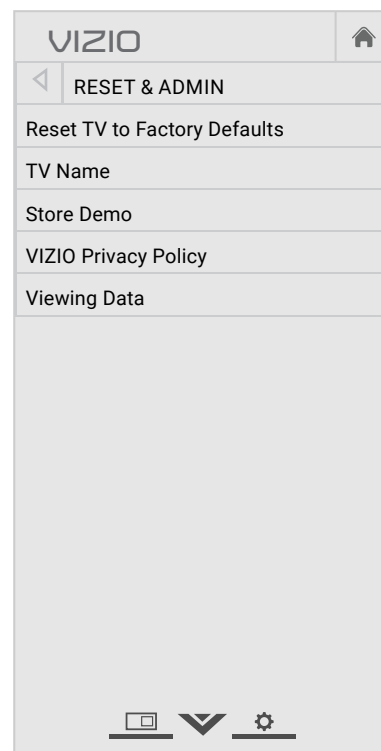 VIZIO
RESET & ADMIN
Reset TV to Factory Defaults
TV Name
Store Demo
VIZIO Privacy Policy
Viewing Data